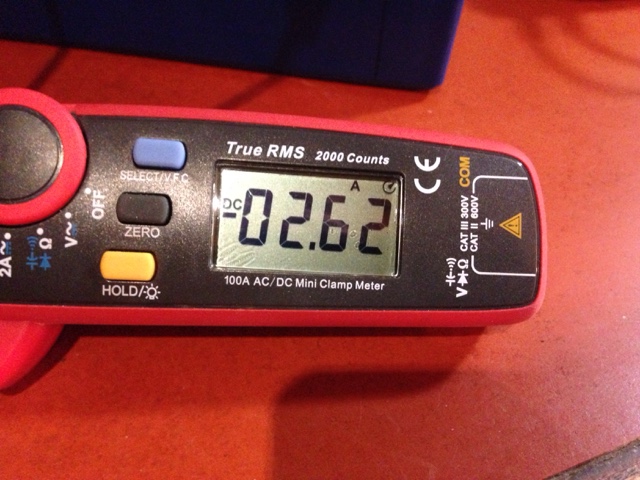 True RMS 2000 Counts
SELECT/V.F.C
ZERO
HOLD/
OFF
V~
Ω
2A
DC
A
-02.62
100A AC/DC Mini Clamp Meter
CE
COM
CAT III 300V
CAT II 600V
V Ω